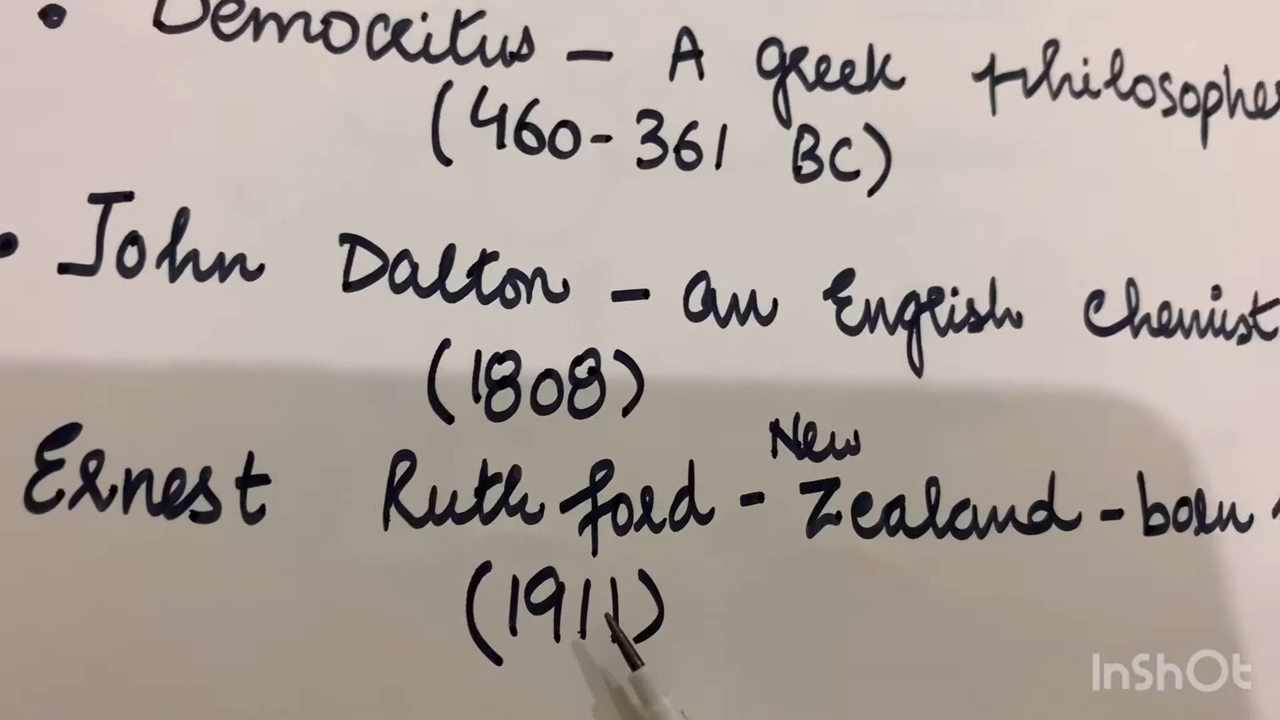 • Democritus - A greek philosopher
(460-361 BC)
• John Dalton - an English Chemist
(1808)
New
Ernest Ruthford - Zealand-born
(1911)
InShOt